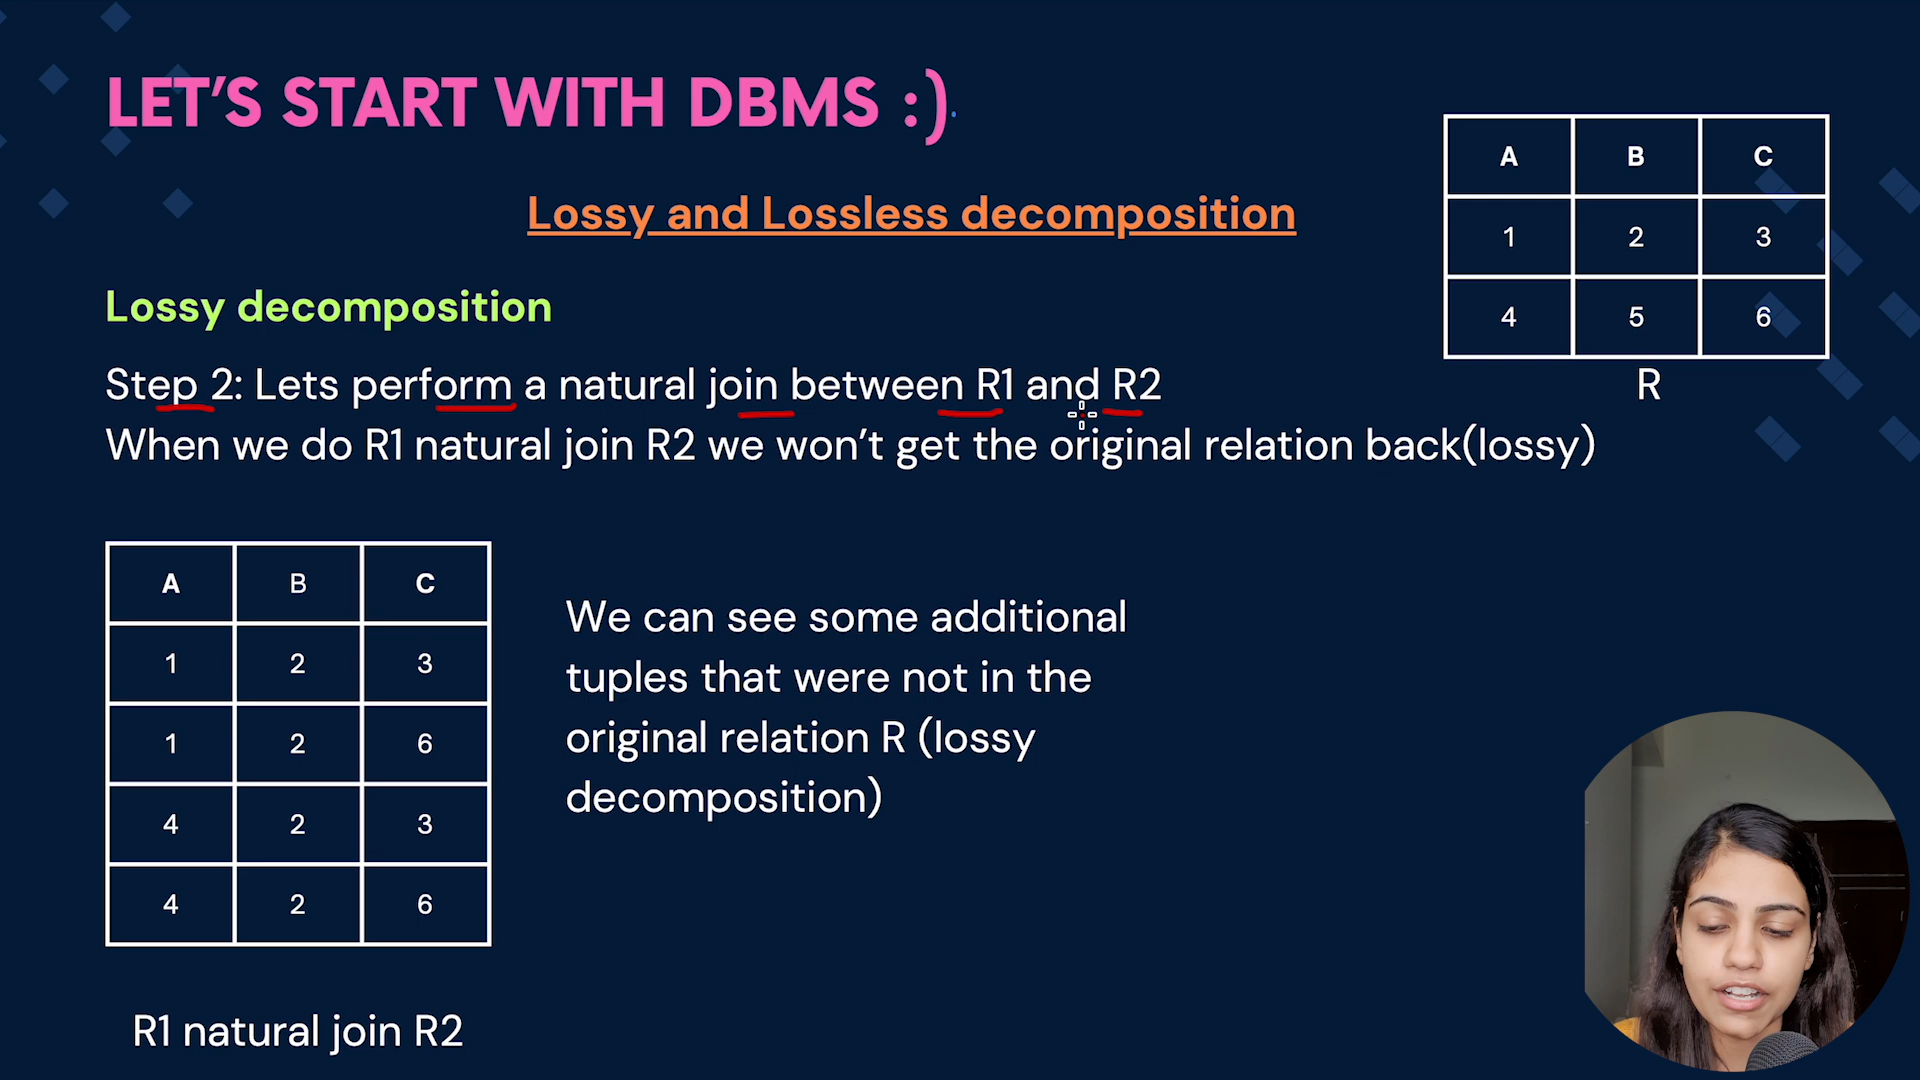 LET'S START WITH DBMS :)
Lossy and Lossless decomposition
A B C
1 2 3
4 5 6
R
Lossy decomposition
Step 2: Lets perform a natural join between R1 and R2
When we do R1 natural join R2 we won't get the original relation back(lossy)
A B C
1 2 3
1 2 6
4 2 3
4 2 6
R1 natural join R2
We can see some additional
tuples that were not in the
original relation R (lossy
decomposition)